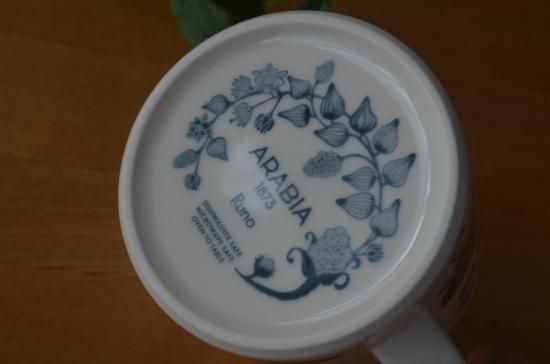 ARABIA
1873
Runo
DISHWASHER SAFE
MICROWAVE SAFE
OVEN TO TABLE